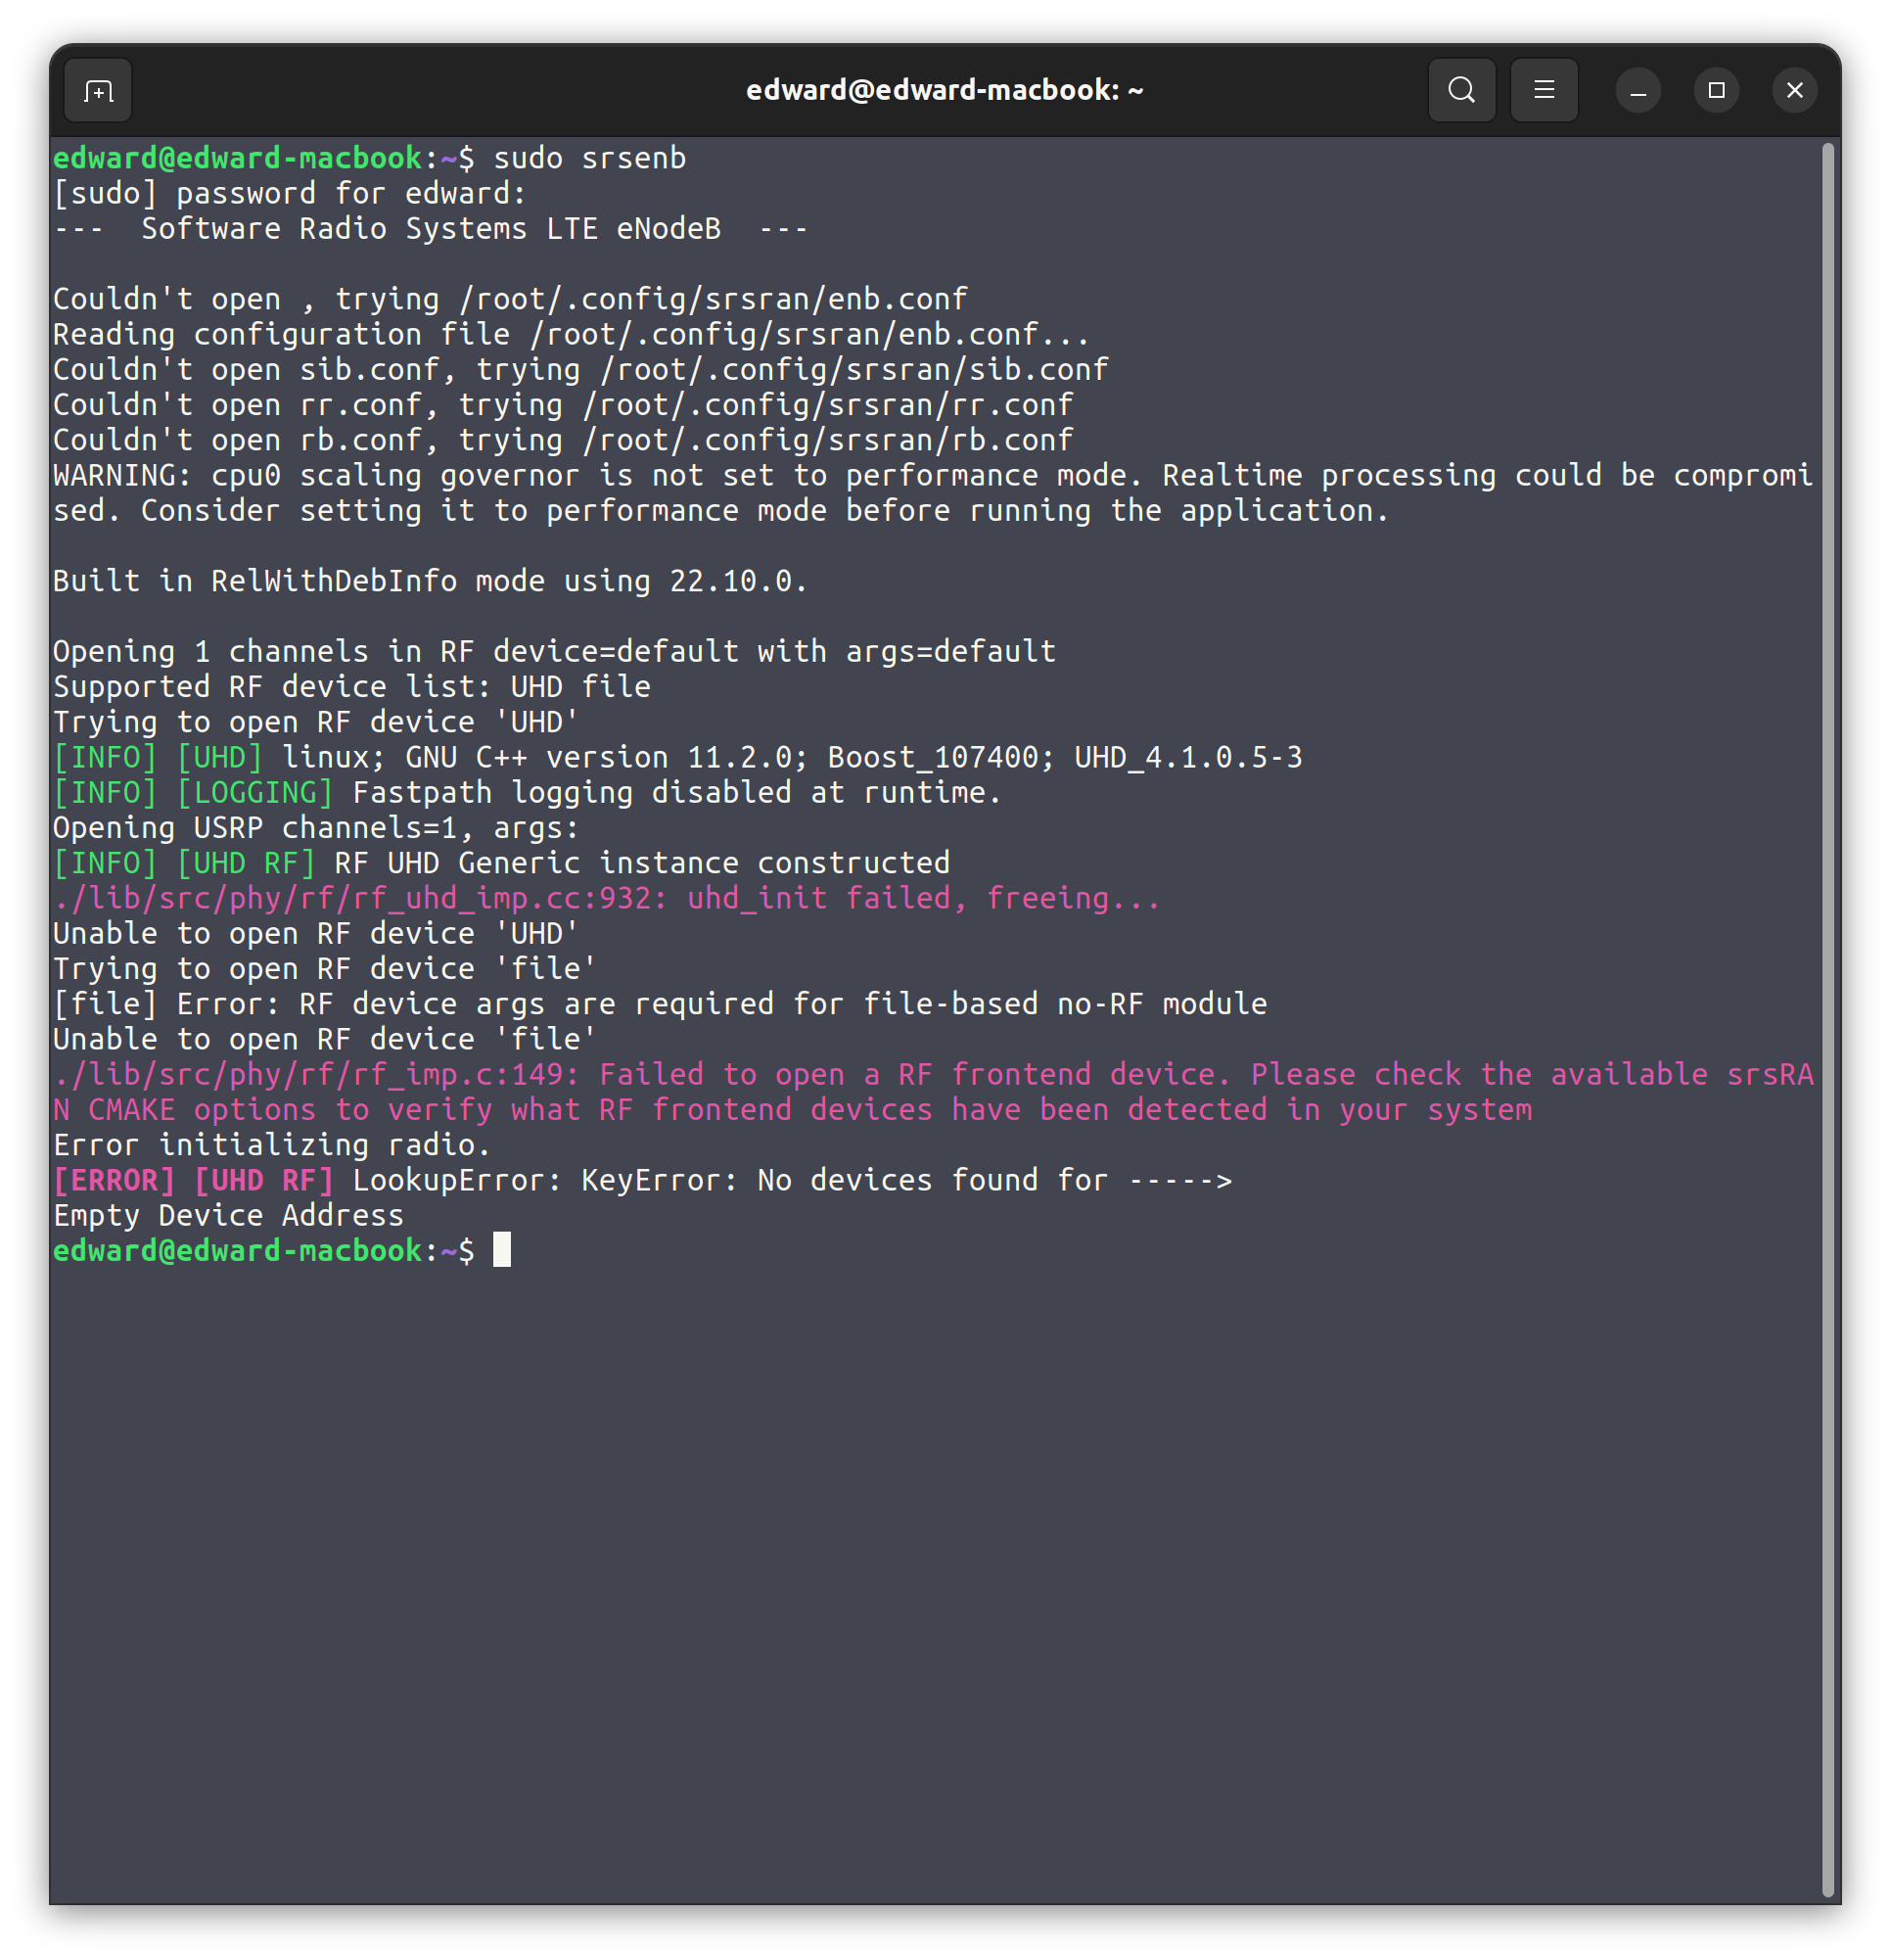 edward@edward-macbook: ~
edward@edward-macbook:~$ sudo srsenb
[sudo] password for edward:
---  Software Radio Systems LTE eNodeB  ---
Couldn't open , trying /root/.config/srsran/enb.conf
Reading configuration file /root/.config/srsran/enb.conf...
Couldn't open sib.conf, trying /root/.config/srsran/sib.conf
Couldn't open rr.conf, trying /root/.config/srsran/rr.conf
Couldn't open rb.conf, trying /root/.config/srsran/rb.conf
WARNING: cpu0 scaling governor is not set to performance mode. Realtime processing could be compromi
sed. Consider setting it to performance mode before running the application.
Built in RelWithDebInfo mode using 22.10.0.
Opening 1 channels in RF device=default with args=default
Supported RF device list: UHD file
Trying to open RF device 'UHD'
[INFO] [UHD] linux; GNU C++ version 11.2.0; Boost_107400; UHD_4.1.0.5-3
[INFO] [LOGGING] Fastpath logging disabled at runtime.
Opening USRP channels=1, args:
[INFO] [UHD RF] RF UHD Generic instance constructed
./lib/src/phy/rf/rf_uhd_imp.cc:932: uhd_init failed, freeing...
Unable to open RF device 'UHD'
Trying to open RF device 'file'
[file] Error: RF device args are required for file-based no-RF module
Unable to open RF device 'file'
./lib/src/phy/rf/rf_imp.c:149: Failed to open a RF frontend device. Please check the available srsRA
N CMAKE options to verify what RF frontend devices have been detected in your system
Error initializing radio.
[ERROR] [UHD RF] LookupError: KeyError: No devices found for ----->
Empty Device Address
edward@edward-macbook:~$